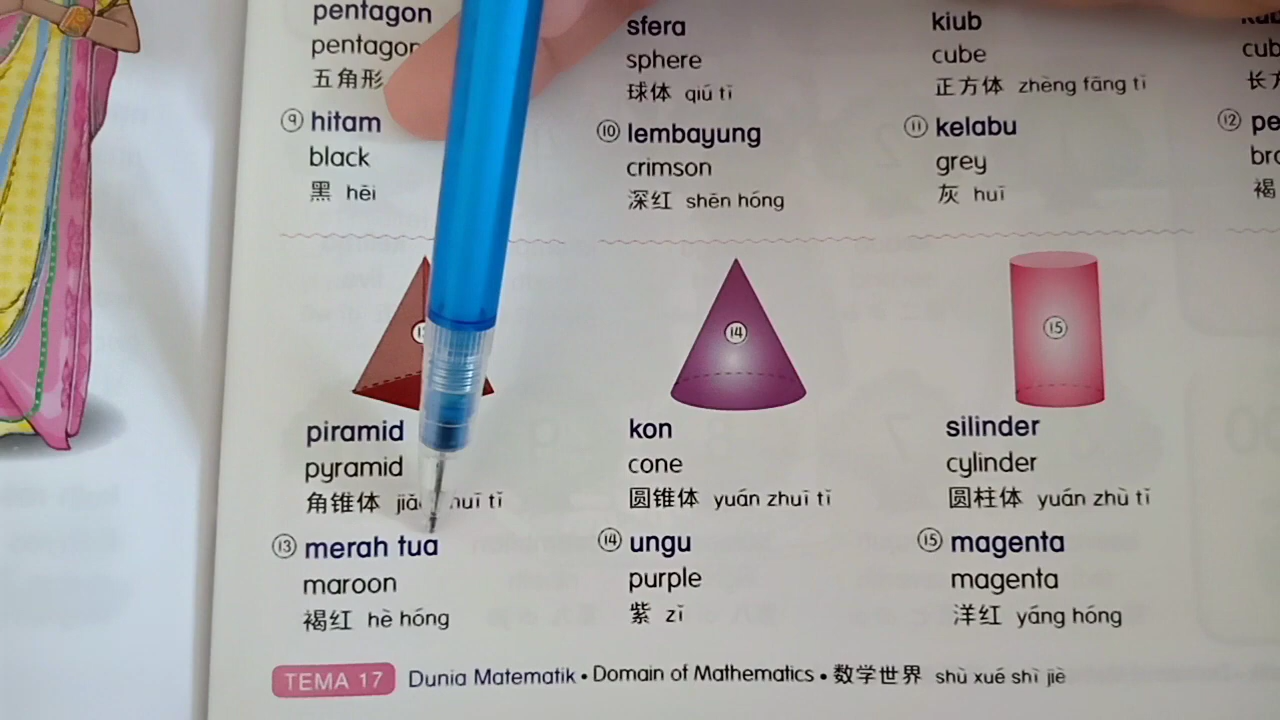 pentagon
pentagon
五角形
sfera
sphere
球体 qiú tǐ
kiub
cube
正方体 zhèng fāng tǐ
⑨ hitam
black
黑 hēi
⑩ lembayung
crimson
深红 shēn hóng
⑪ kelabu
grey
灰 huī
⑫
褐
⑭
⑮
piramid
pyramid
角锥体
kon
cone
圆锥体 yuán zhuī tǐ
silinder
cylinder
圆柱体 yuán zhù tǐ
⑬ merah tua
maroon
褐红 hè hóng
⑭ ungu
purple
紫 zǐ
⑮ magenta
magenta
洋红 yáng hóng
TEMA 17 Dunia Matematik • Domain of Mathematics • 数学世界 shù xué shì jiè